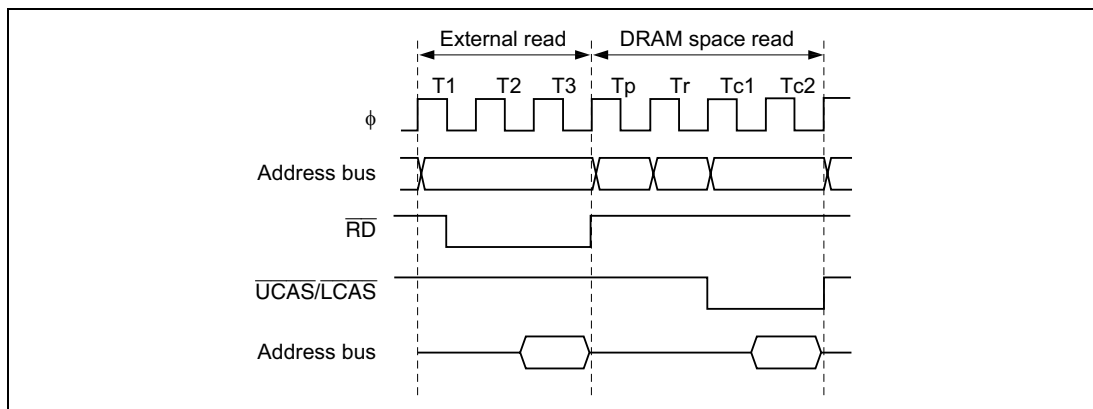 External read DRAM space read
T1 T2 T3 Tp Tr Tc1 Tc2
ϕ
Address bus
RD
UCAS/LCAS
Address bus